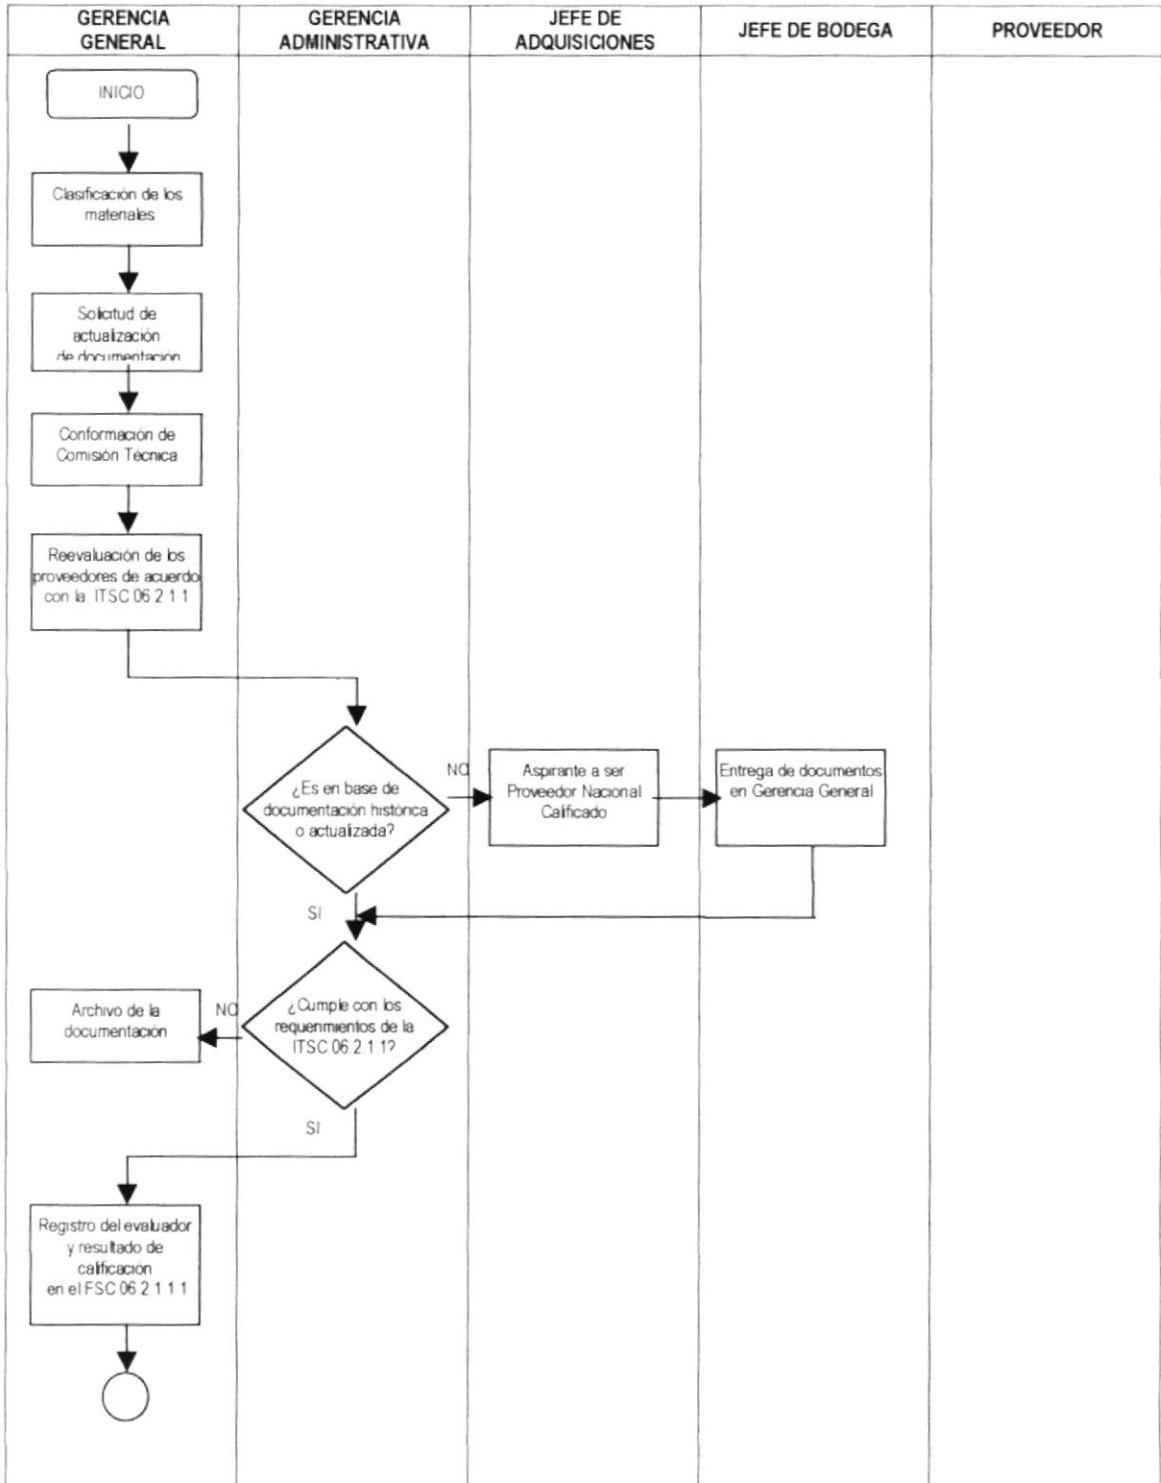 GERENCIA
GENERAL
GERENCIA
ADMINISTRATIVA
JEFE DE
ADQUISICIONES
JEFE DE BODEGA
PROVEEDOR
INICIO
Clasificación de los
materiales
Solicitud de
actualización
de documentación
Conformación de
Comisión Técnica
Reevaluación de los
proveedores de acuerdo
con la ITSC 06 2 1 1
¿Es en base de
documentación histórica
o actualizada?
NO
Aspirante a ser
Proveedor Nacional
Calificado
Entrega de documentos
en Gerencia General
SI
¿Cumple con los
requerimientos de la
ITSC 06 2 1 1?
NO
Archivo de la
documentación
SI
Registro del evaluador
y resultado de
calificación
en el FSC 06 2 1 1 1